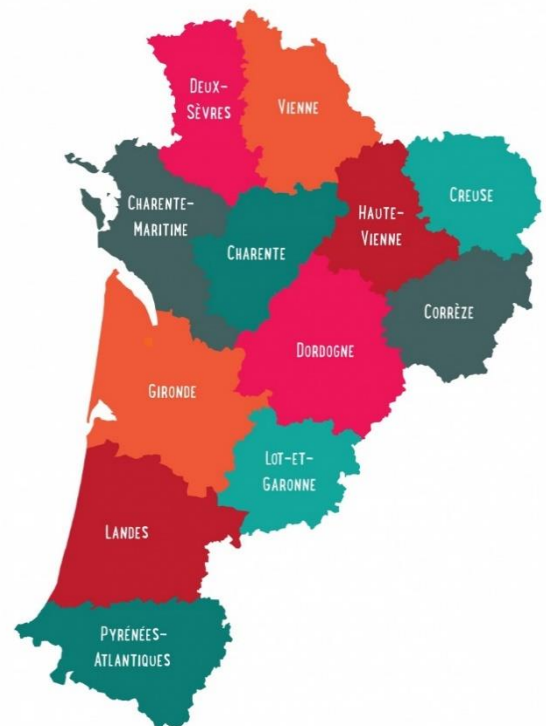 DEUX-
SÈVRES
VIENNE
CHARENTE-
MARITIME
CHARENTE
HAUTE-
VIENNE
CREUSE
CORRÈZE
DORDOGNE
GIRONDE
LOT-ET-
GARONNE
LANDES
PYRÉNÉES-
ATLANTIQUES